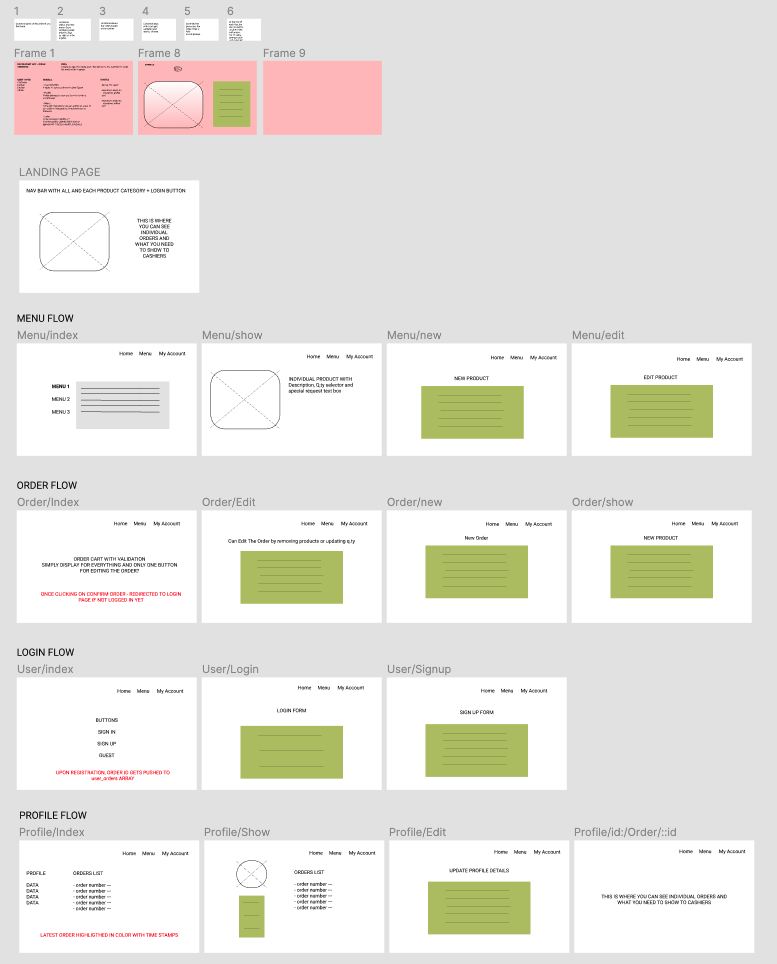 1
2
3
4
5
6
Frame 1
Frame 8
Frame 9
LANDING PAGE
NAV BAR WITH ALL AND EACH PRODUCT CATEGORY + LOGIN BUTTON
THIS IS WHERE
YOU CAN SEE
INDIVIDUAL
ORDERS AND
WHAT YOU NEED
TO SHOW TO
CASHIERS
MENU FLOW
Menu/index
Home Menu My Account
MENU 1
MENU 2
MENU 3
Menu/show
Home Menu My Account
INDIVIDUAL PRODUCT WITH
Description, Q.ty selector and
special request text box
Menu/new
Home Menu My Account
NEW PRODUCT
Menu/edit
Home Menu My Account
EDIT PRODUCT
ORDER FLOW
Order/Index
Home Menu My Account
ORDER CART WITH VALIDATION
SIMPLY DISPLAY FOR EVERYTHING AND ONLY ONE BUTTON
FOR EDITING THE ORDER?
ONCE CLICKING ON CONFIRM ORDER - REDIRECTED TO LOGIN
PAGE IF NOT LOGGED IN YET
Order/Edit
Home Menu My Account
Can Edit The Order by removing products or updating q.ty
Order/new
Home Menu My Account
New Order
Order/show
Home Menu My Account
NEW PRODUCT
LOGIN FLOW
User/index
Home Menu My Account
BUTTONS
SIGN IN
SIGN UP
GUEST
UPON REGISTRATION, ORDER ID GETS PUSHED TO
user_orders ARRAY
User/Login
Home Menu My Account
LOGIN FORM
User/Signup
Home Menu My Account
SIGN UP FORM
PROFILE FLOW
Profile/Index
Home Menu My Account
PROFILE
DATA
DATA
DATA
DATA
ORDERS LIST
- order number ---
- order number ---
- order number ---
- order number ---
- order number ---
LATEST ORDER HIGHLIGTHED IN COLOR WITH TIME STAMPS
Profile/Show
Home Menu My Account
ORDERS LIST
- order number ---
- order number ---
- order number ---
- order number ---
- order number ---
Profile/Edit
Home Menu My Account
UPDATE PROFILE DETAILS
Profile/id:/Order/::id
Home Menu My Account
THIS IS WHERE YOU CAN SEE INDIVIDUAL ORDERS AND
WHAT YOU NEED TO SHOW TO CASHIERS